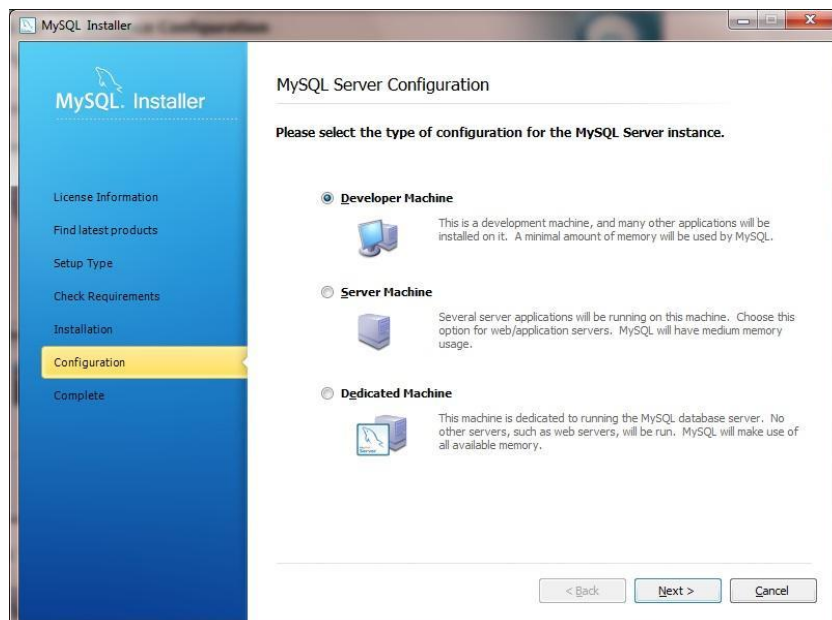 MySQL Installer
MySQL. Installer
License Information
Find latest products
Setup Type
Check Requirements
Installation
Configuration
Complete
MySQL Server Configuration
Please select the type of configuration for the MySQL Server instance.
Developer Machine
This is a development machine, and many other applications will be
installed on it. A minimal amount of memory will be used by MySQL.
Server Machine
Several server applications will be running on this machine. Choose this
option for web/application servers. MySQL will have medium memory
usage.
Dedicated Machine
This machine is dedicated to running the MySQL database server. No
other servers, such as web servers, will be run. MySQL will make use of
all available memory.
< Back
Next >
Cancel